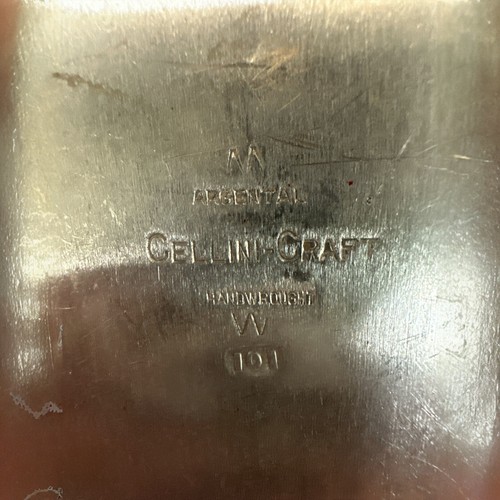 ARGENTAL
CELLINI-CRAFT
HANDWROUGHT
W
101